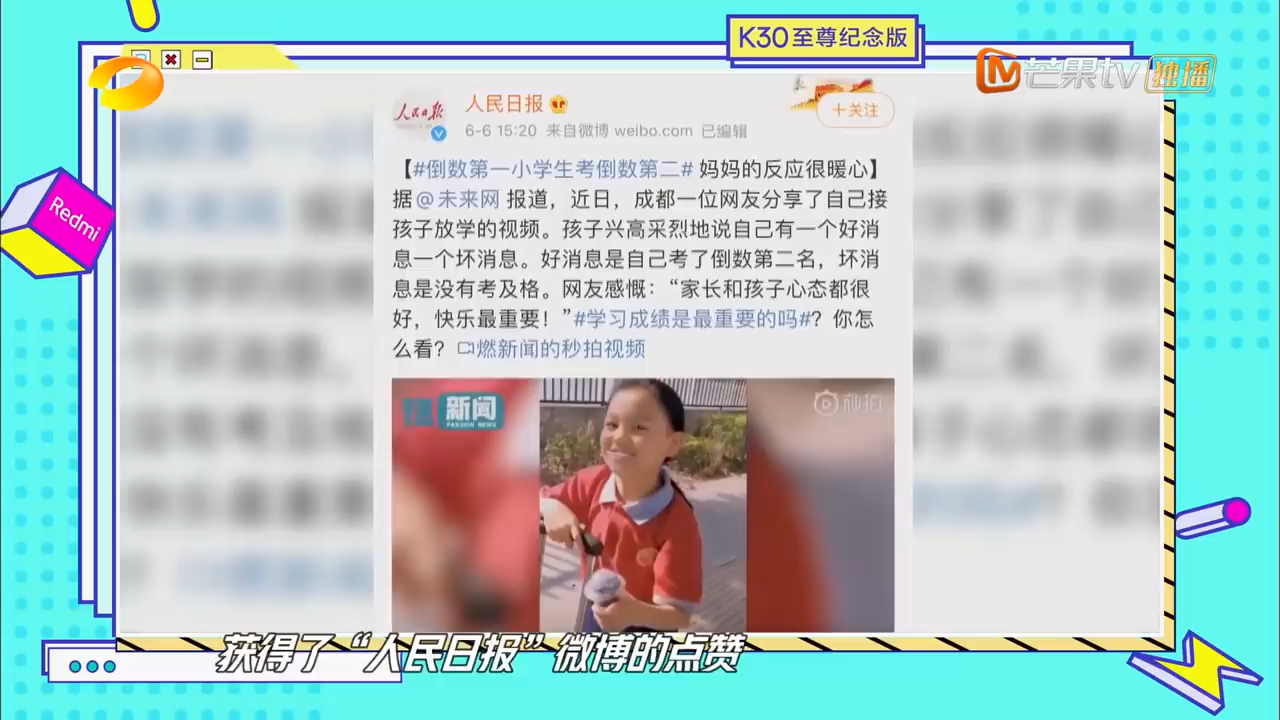 K30至尊纪念版
芒果tv 独播
Redmi
人民日报
人民日报
+关注
6-6 15:20 来自微博 weibo.com 已编辑
【#倒数第一小学生考倒数第二# 妈妈的反应很暖心】
据@未来网 报道，近日，成都一位网友分享了自己接
孩子放学的视频。孩子兴高采烈地说自己有一个好消
息一个坏消息。好消息是自己考了倒数第二名，坏消
息是没有考及格。网友感慨：“家长和孩子心态都很
好，快乐最重要！”#学习成绩是最重要的吗#？你怎
么看？燃新闻的秒拍视频
新闻
PASSION NEWS
秒拍
获得了“人民日报”微博的点赞